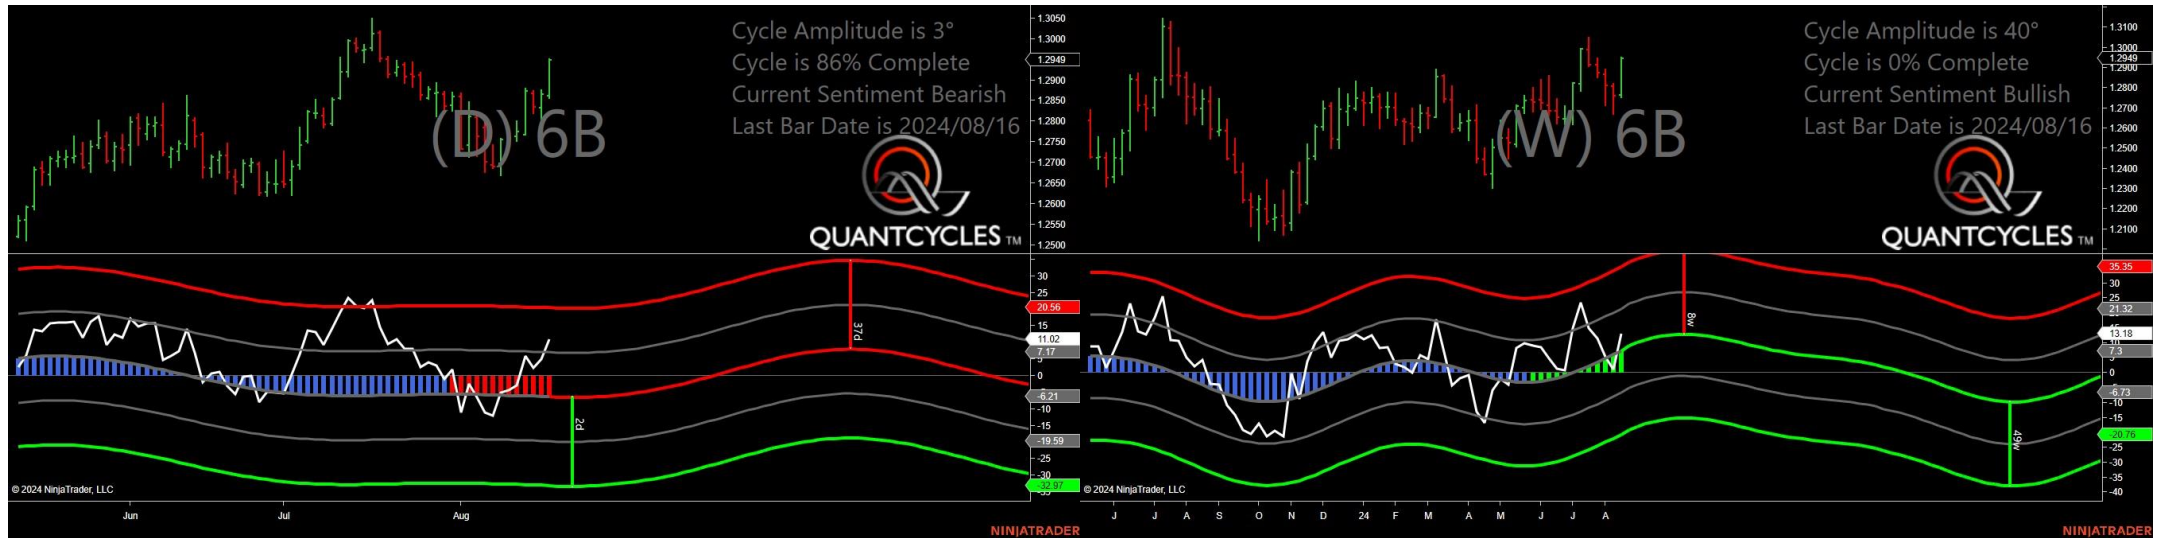 Cycle Amplitude is 3°
Cycle is 86% Complete
Current Sentiment Bearish
Last Bar Date is 2024/08/16
(D) 6B
QUANTCYCLES TM
1.3050
1.3000
1.2949
1.2900
1.2850
1.2800
1.2750
1.2700
1.2650
1.2600
1.2550
1.2500
30
25
20.56
15
11.02
7.17
5
0
-6.21
-10
-15
-19.59
-25
-30
-32.97
-35
37d
2d
© 2024 NinjaTrader, LLC
Jun
Jul
Aug
NINJATRADER
Cycle Amplitude is 40°
Cycle is 0% Complete
Current Sentiment Bullish
Last Bar Date is 2024/08/16
(W) 6B
QUANTCYCLES TM
1.3100
1.3000
1.2949
1.2900
1.2800
1.2700
1.2600
1.2500
1.2400
1.2300
1.2200
1.2100
35.35
30
25
21.32
13.18
10
7.3
0
-6.73
-10
-15
-20.76
-25
-30
-35
-40
8w
49w
© 2024 NinjaTrader, LLC
J
J
A
S
O
N
D
24
F
M
A
M
J
J
A
NINJATRADER